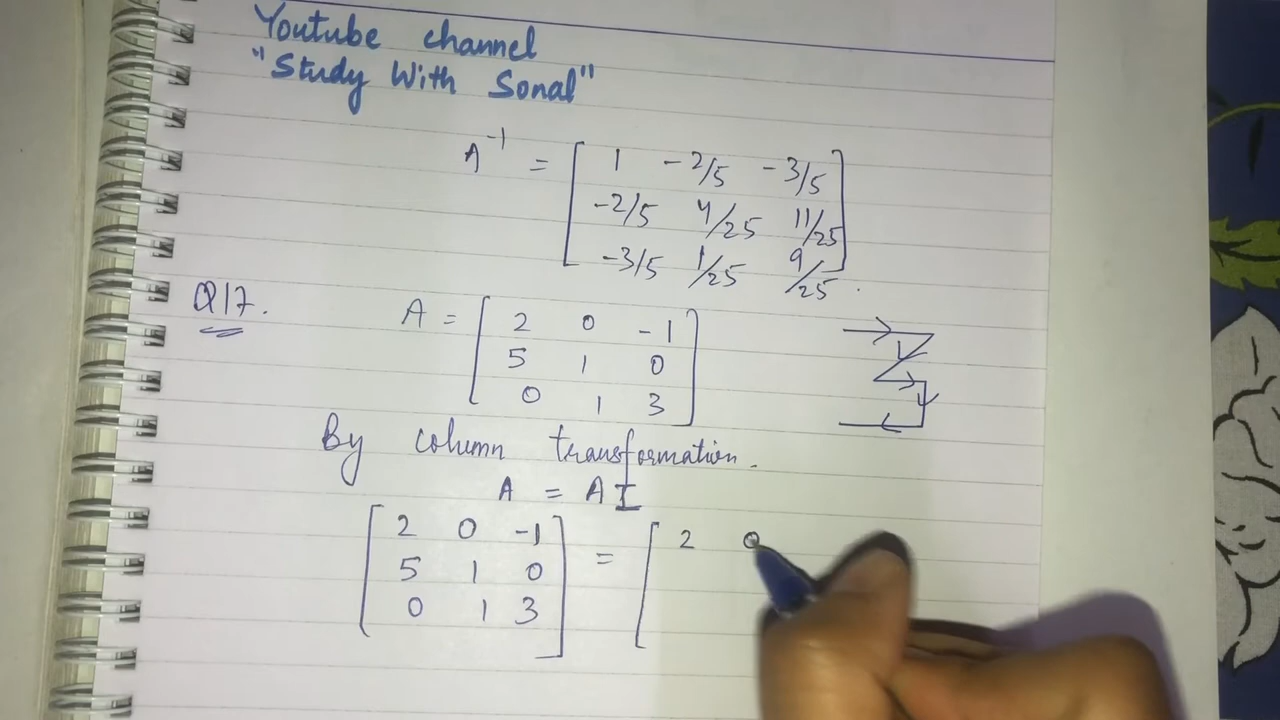 Youtube channel
"Study With Sonal"
A⁻¹ = [ 1 -2/5 -3/5
-2/5 4/25 11/25
-3/5 1/25 9/25 ].
Q17. A = [ 2 0 -1
5 1 0
0 1 3 ]
By column transformation.
A = A I
[ 2 0 -1 ] = [ 2 0
5 1 0
0 1 3